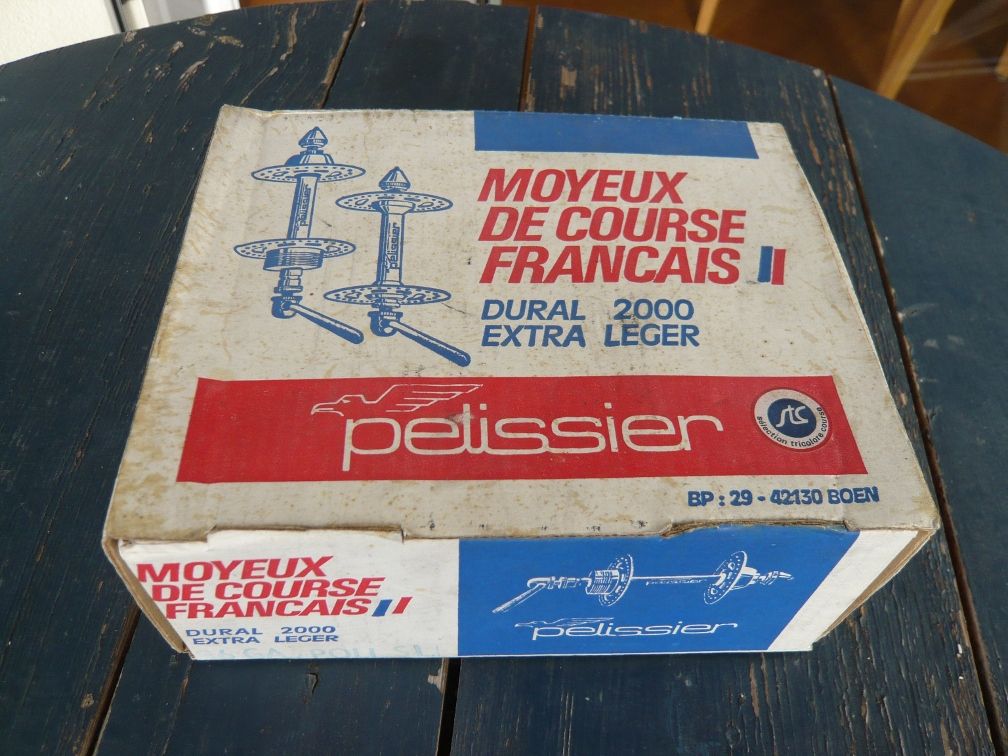 MOYEUX
DE COURSE
FRANCAIS
DURAL 2000
EXTRA LEGER
pelissier
stc
sélection tricolore course
BP : 29 - 42130 BOEN
MOYEUX
DE COURSE
FRANCAIS
DURAL 2000
EXTRA LEGER
pelissier